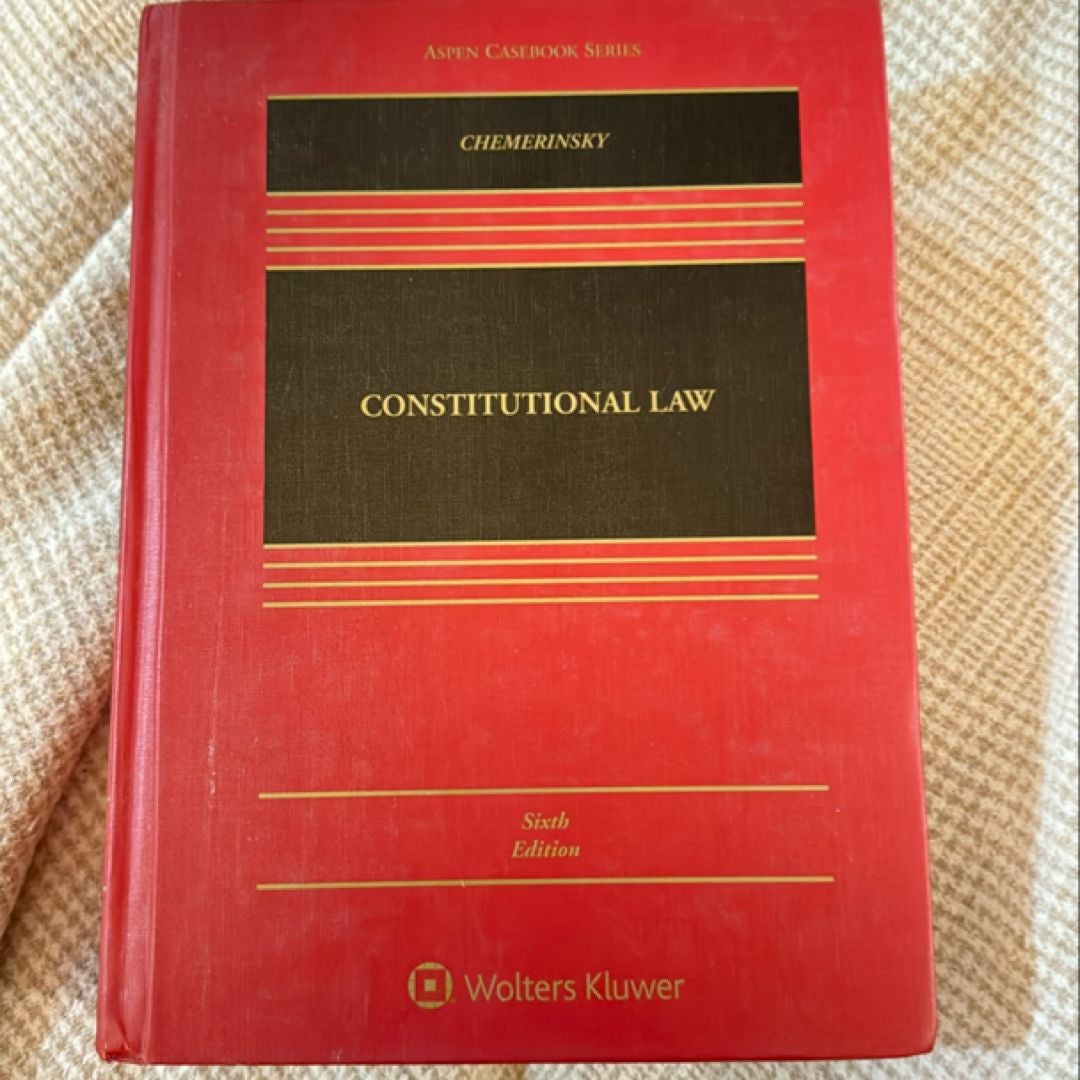 ASPEN CASEBOOK SERIES
CHEMERINSKY
CONSTITUTIONAL LAW
Sixth
Edition
Wolters Kluwer